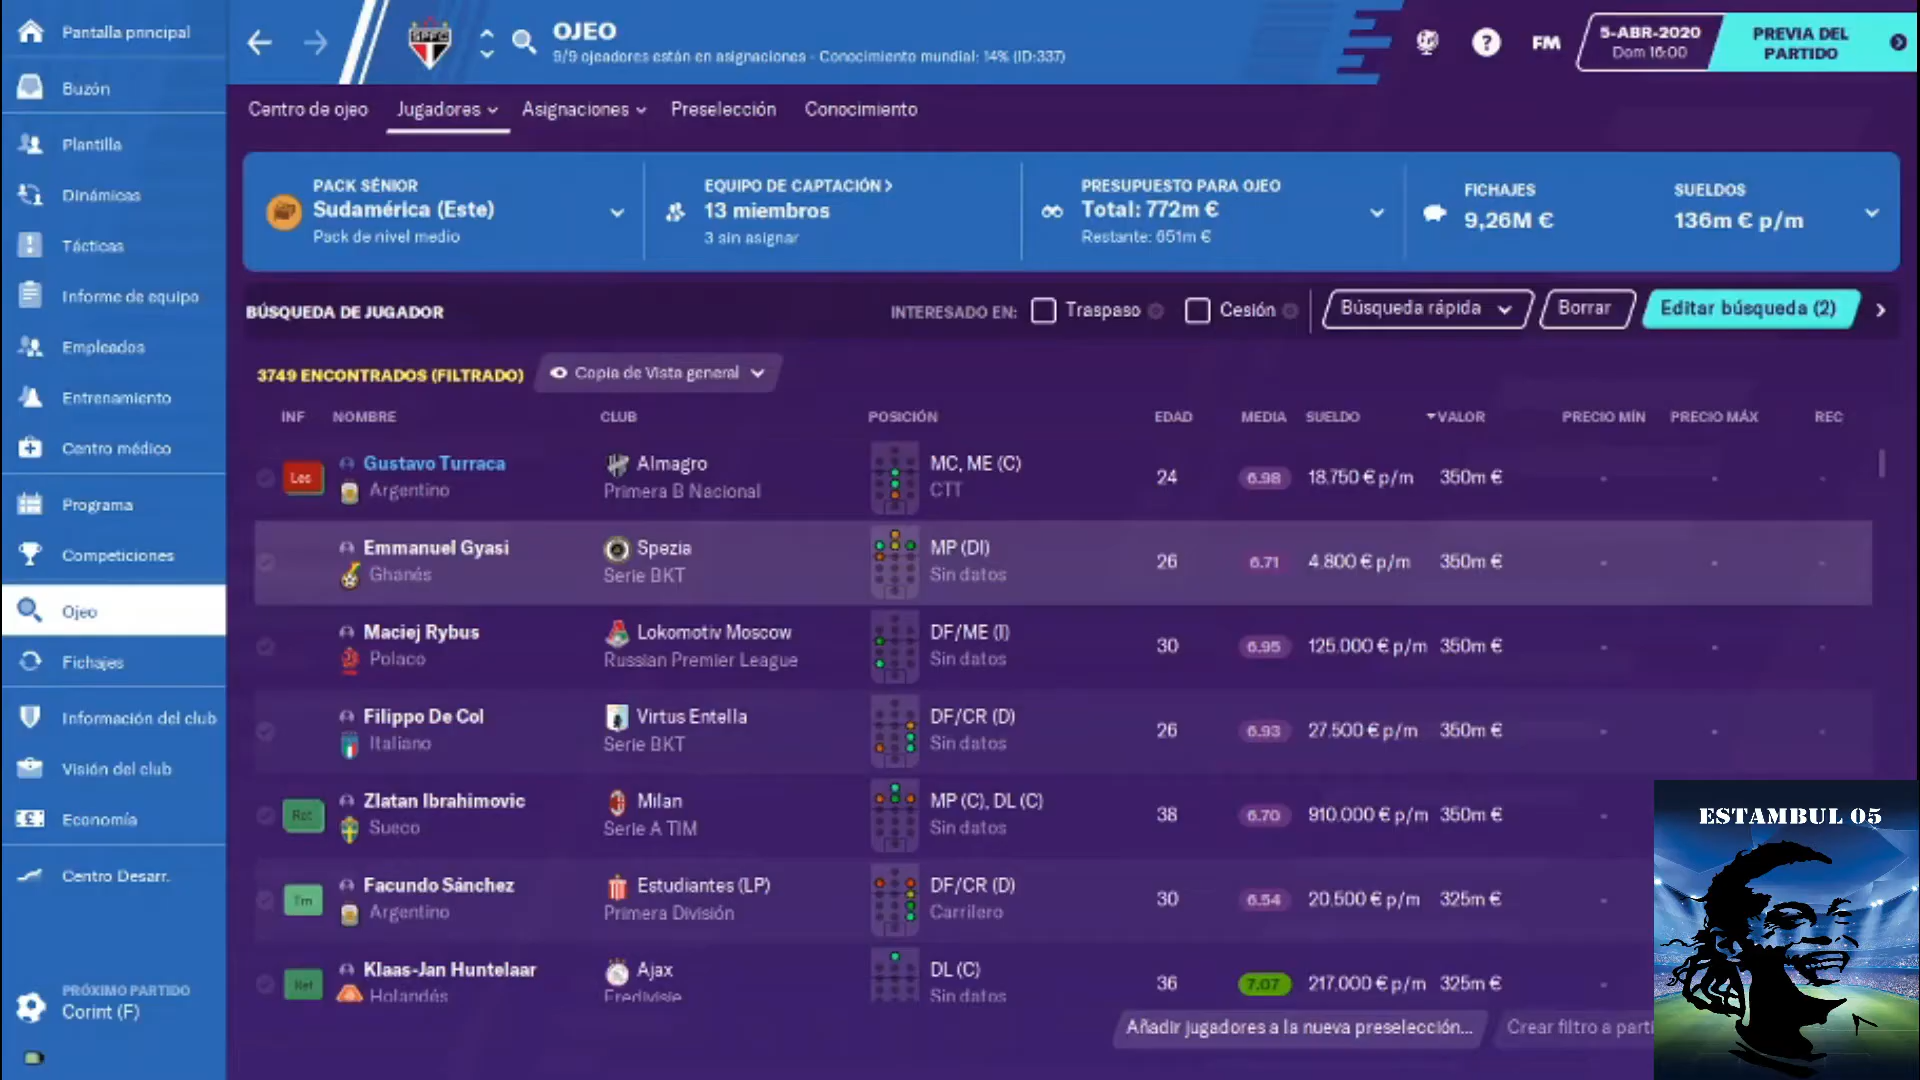 Pantalla principal
Buzón
Plantilla
Dinámicas
Tácticas
Informe de equipo
Empleados
Entrenamiento
Centro médico
Programa
Competiciones
Ojeo
Fichajes
Información del club
Visión del club
Economía
Centro Desarr.
PRÓXIMO PARTIDO
Corint (F)
SPFC
OJEO
9/9 ojeadores están en asignaciones - Conocimiento mundial: 14% (ID:337)
FM
5-ABR-2020
Dom 16:00
PREVIA DEL PARTIDO
Centro de ojeo Jugadores Asignaciones Preselección Conocimiento
PACK SÉNIOR
Sudamérica (Este)
Pack de nivel medio
EQUIPO DE CAPTACIÓN>
13 miembros
3 sin asignar
PRESUPUESTO PARA OJEO
Total: 772m €
Restante: 651m €
FICHAJES
9,26M €
SUELDOS
136m € p/m
BÚSQUEDA DE JUGADOR
INTERESADO EN: Traspaso Cesión Búsqueda rápida Borrar Editar búsqueda (2)
3749 ENCONTRADOS (FILTRADO) Copia de Vista general
INF NOMBRE CLUB POSICIÓN EDAD MEDIA SUELDO VALOR PRECIO MÍN PRECIO MÁX REC
Les Gustavo Turraca Almagro MC, ME (C) 24 6.98 18.750 € p/m 350m € - - -
Argentino Primera B Nacional CTT
Emmanuel Gyasi Spezia MP (DI) 26 6.71 4.800 € p/m 350m € - - -
Ghanés Serie BKT Sin datos
Maciej Rybus Lokomotiv Moscow DF/ME (I) 30 6.95 125.000 € p/m 350m € - - -
Polaco Russian Premier League Sin datos
Filippo De Col Virtus Entella DF/CR (D) 26 6.93 27.500 € p/m 350m € - - -
Italiano Serie BKT Sin datos
Ret Zlatan Ibrahimovic Milan MP (C), DL (C) 38 6.70 910.000 € p/m 350m € -
Sueco Serie A TIM Sin datos
Tm Facundo Sánchez Estudiantes (LP) DF/CR (D) 30 6.54 20.500 € p/m 325m € -
Argentino Primera División Carrilero
Ret Klaas-Jan Huntelaar Ajax DL (C) 36 7.07 217.000 € p/m 325m € -
Holandés Eredivisie Sin datos
Añadir jugadores a la nueva preselección... Crear filtro a parti
ESTAMBUL 05